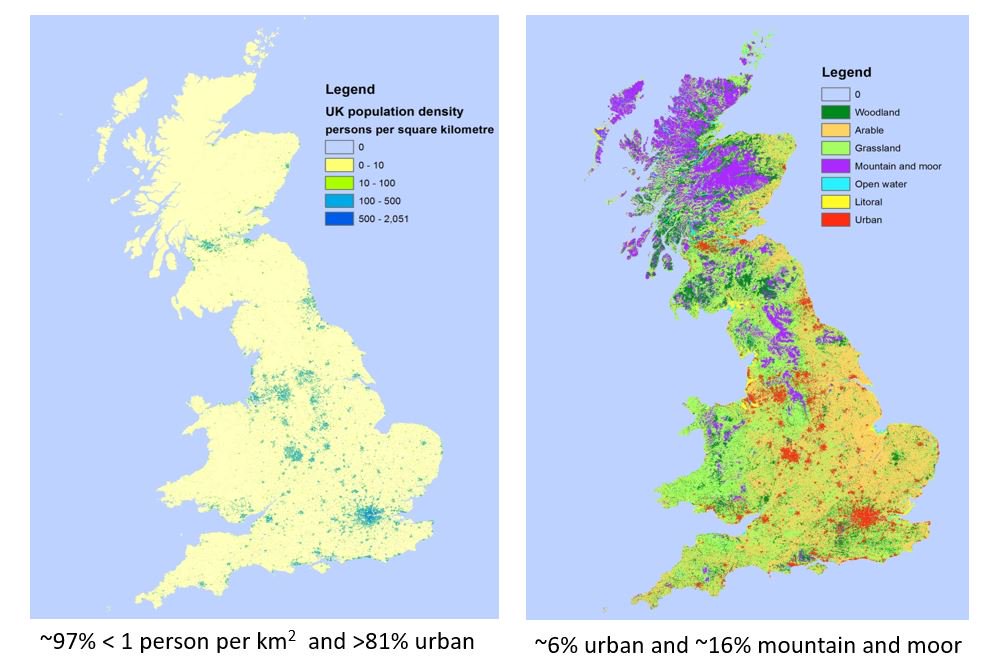 Legend
UK population density
persons per square kilometre
0
0 - 10
10 - 100
100 - 500
500 - 2,051
~97% < 1 person per km² and >81% urban
Legend
0
Woodland
Arable
Grassland
Mountain and moor
Open water
Litoral
Urban
~6% urban and ~16% mountain and moor